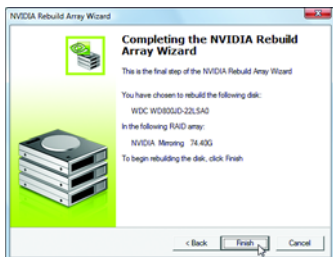 NVIDIA Rebuild Array Wizard
Completing the NVIDIA Rebuild
Array Wizard
This is the final step of the NVIDIA Rebuild Array Wizard
You have chosen to rebuild the following disk:
WDC WD800JD-22LSA0
In the following RAID array:
NVIDIA Mirroring 74.40G
To begin rebuilding the disk, click Finish
< Back
Finish
Cancel